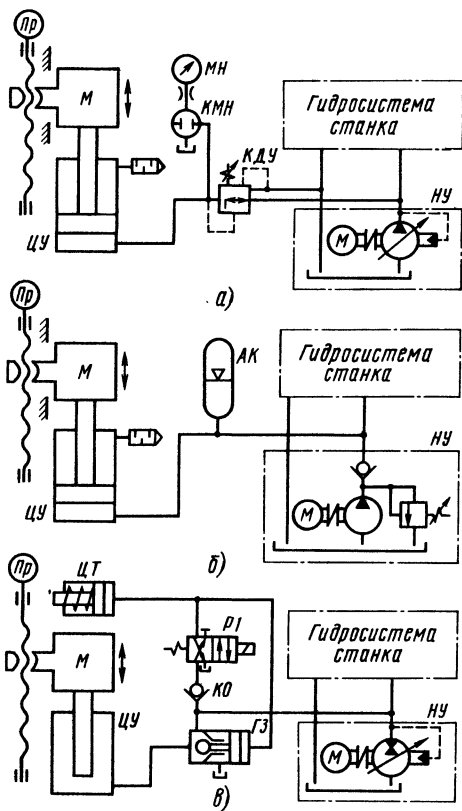 Пр
МН
М
КМН
Гидросистема
станка
КДУ
НУ
М
ЦУ
а)
Пр
АК
М
Гидросистема
станка
НУ
М
ЦУ
б)
Пр
ЦТ
Р1
Гидросистема
станка
М
КО
ЦУ
ГЗ
НУ
М
в)